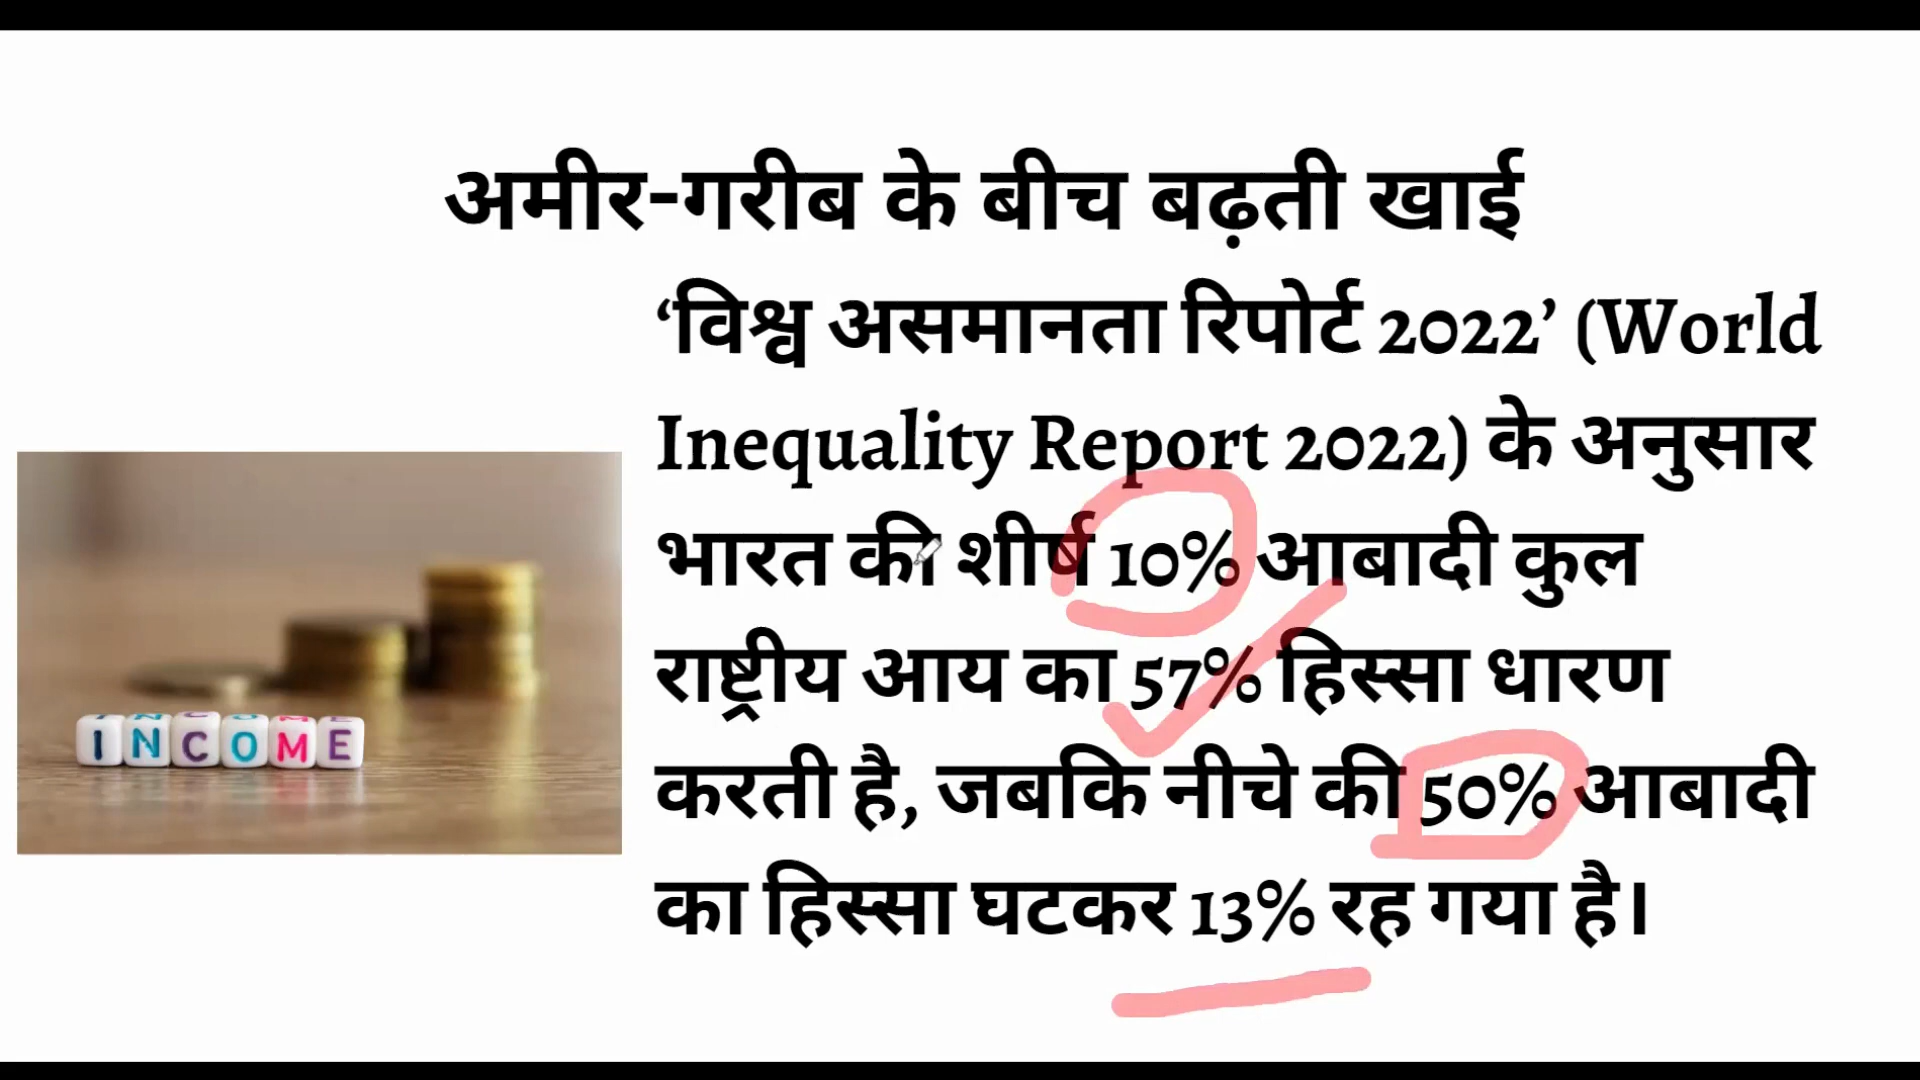 अमीर-गरीब के बीच बढ़ती खाई
‘विश्व असमानता रिपोर्ट 2022’ (World
Inequality Report 2022) के अनुसार
भारत की शीर्ष 10% आबादी कुल
राष्ट्रीय आय का 57% हिस्सा धारण
करती है, जबकि नीचे की 50% आबादी
का हिस्सा घटकर 13% रह गया है।
INCOME